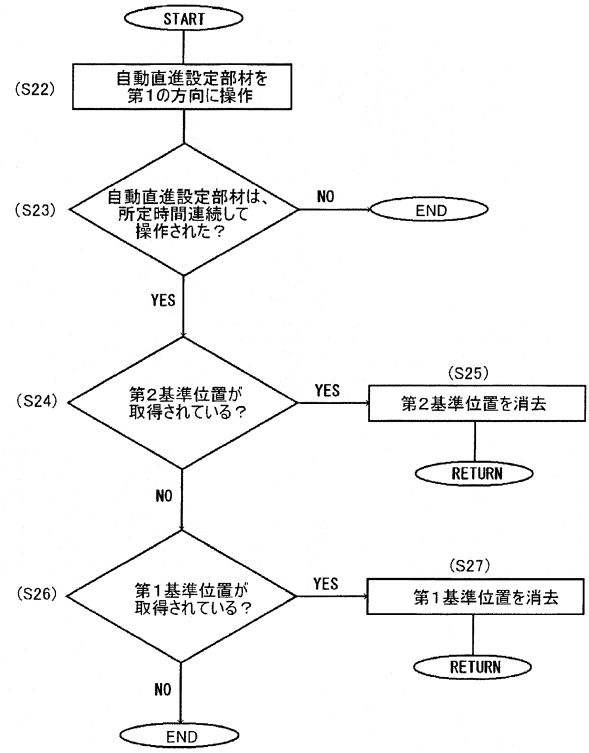 START
(S22)
自動直進設定部材を
第1の方向に操作
(S23)
自動直進設定部材は、
所定時間連続して
操作された？
NO
END
YES
(S24)
第２基準位置が
取得されている？
YES
(S25)
第２基準位置を消去
RETURN
NO
(S26)
第１基準位置が
取得されている？
YES
(S27)
第１基準位置を消去
RETURN
NO
END